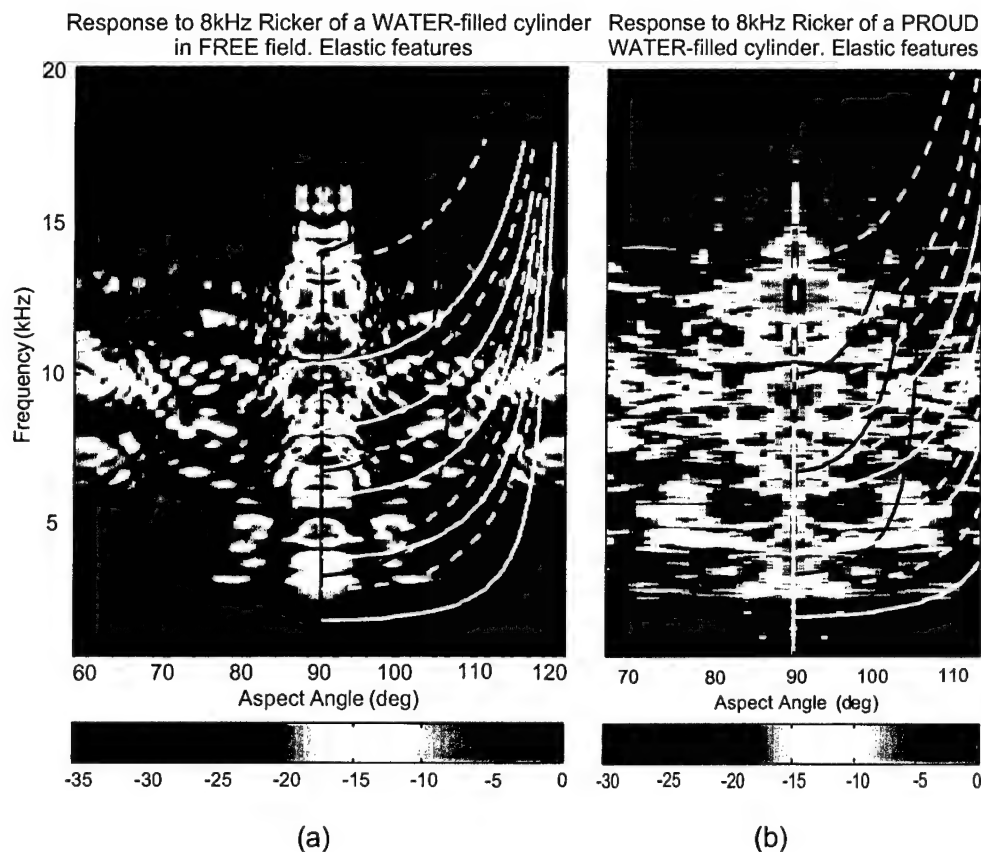 Response to 8kHz Ricker of a WATER-filled cylinder
in FREE field. Elastic features
Response to 8kHz Ricker of a PROUD
WATER-filled cylinder. Elastic features
20
15
10
5
Frequency (kHz)
60 70 80 90 100 110 120
Aspect Angle (deg)
70 80 90 100 110
Aspect Angle (deg)
-35 -30 -25 -20 -15 -10 -5 0
-30 -25 -20 -15 -10 -5 0
(a)
(b)